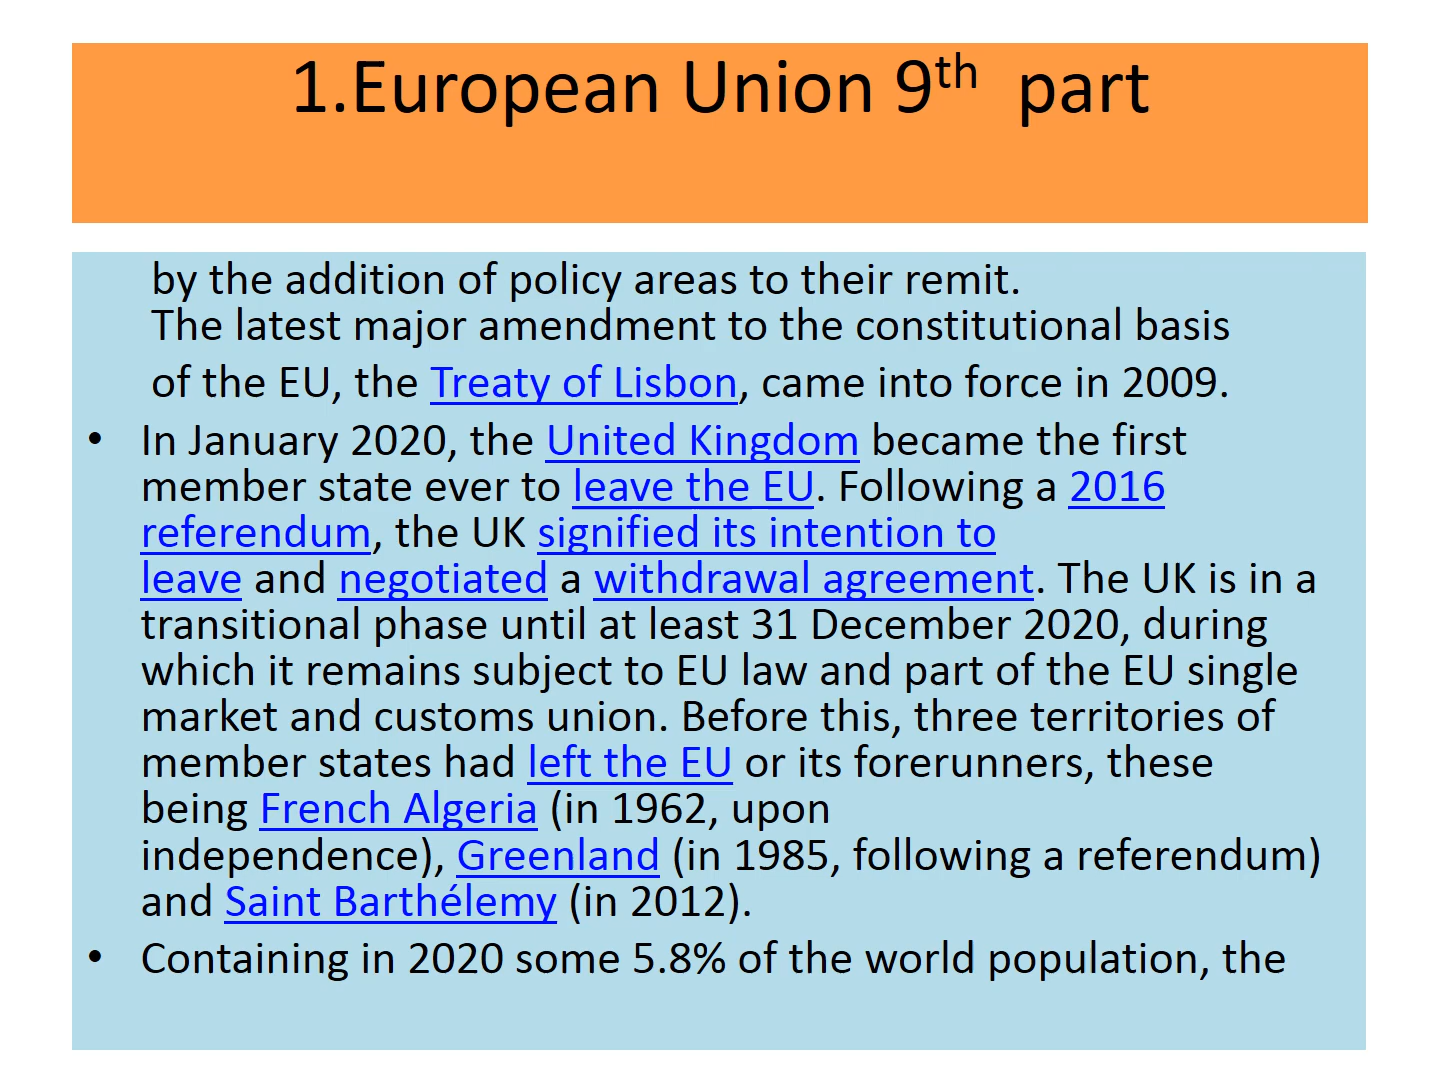 1.European Union 9th part
by the addition of policy areas to their remit.
The latest major amendment to the constitutional basis
of the EU, the Treaty of Lisbon, came into force in 2009.
• In January 2020, the United Kingdom became the first
member state ever to leave the EU. Following a 2016
referendum, the UK signified its intention to
leave and negotiated a withdrawal agreement. The UK is in a
transitional phase until at least 31 December 2020, during
which it remains subject to EU law and part of the EU single
market and customs union. Before this, three territories of
member states had left the EU or its forerunners, these
being French Algeria (in 1962, upon
independence), Greenland (in 1985, following a referendum)
and Saint Barthélemy (in 2012).
• Containing in 2020 some 5.8% of the world population, the